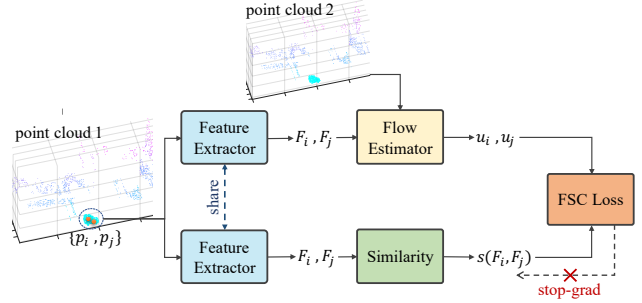 point cloud 2
point cloud 1
{p_i , p_j}
Feature
Extractor
F_i , F_j
Flow
Estimator
u_i , u_j
share
FSC Loss
Feature
Extractor
F_i , F_j
Similarity
s(F_i, F_j)
stop-grad